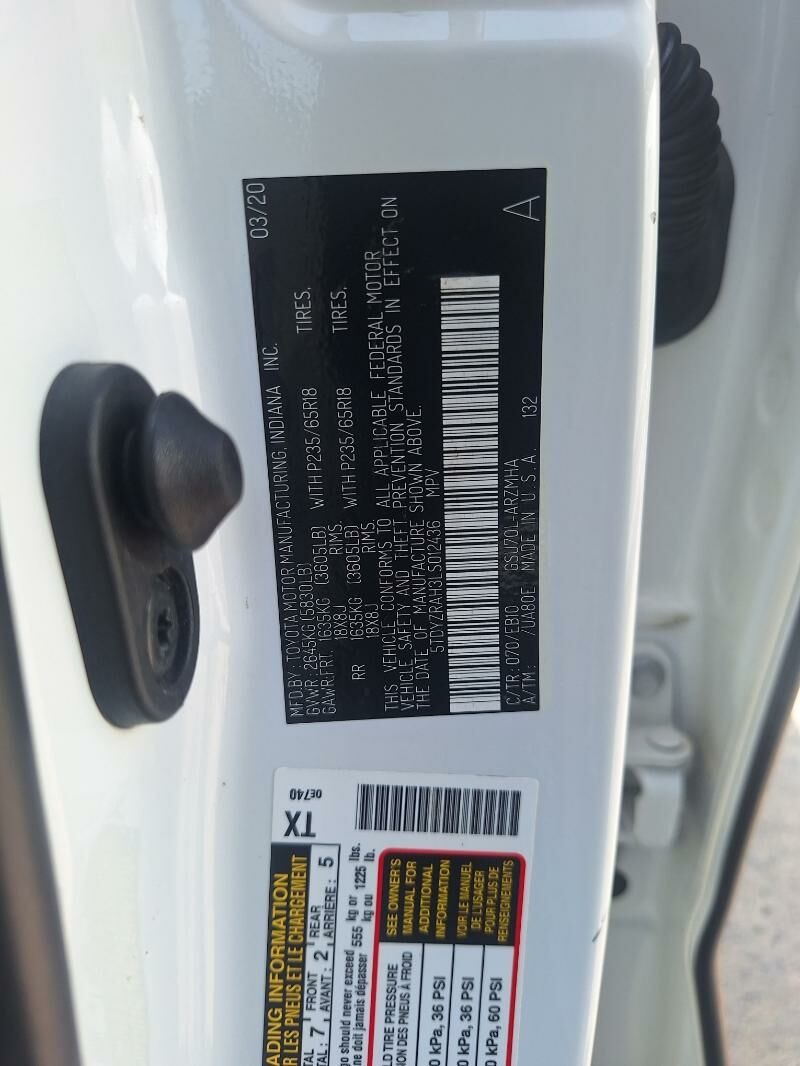 MFD.BY:TOYOTA MOTOR MANUFACTURING, INDIANA INC. 03/20
GVWR:2645KG(5830LB)
GAWR:FRT 1635KG (3605LB) WITH P235/65R18 TIRES.
18X8J RIMS.
RR 1635KG (3605LB) WITH P235/65R18 TIRES.
18X8J RIMS.
THIS VEHICLE CONFORMS TO ALL APPLICABLE FEDERAL MOTOR
VEHICLE SAFETY AND THEFT PREVENTION STANDARDS IN EFFECT ON
THE DATE OF MANUFACTURE SHOWN ABOVE.
5TDYZRAH3LS012436 MPV
C/TR:070/EB10 GSU70L-ARZMHA
A/TM: /UA80E MADE IN U.S.A. 132 A
0E740
TX
ADING INFORMATION
R LES PNEUS ET LE CHARGEMENT
TAL: 7 FRONT 2 REAR 5
TAL: AVANT: ARRIÈRE:
go should never exceed 555 kg or 1225 lbs.
ne doit jamais dépasser kg ou lb.
LD TIRE PRESSURE
ION DES PNEUS À FROID
0 kPa, 36 PSI
0 kPa, 36 PSI
0 kPa, 60 PSI
SEE OWNER'S
MANUAL FOR
ADDITIONAL
INFORMATION
VOIR LE MANUEL
DE L'USAGER
POUR PLUS DE
RENSEIGNEMENTS